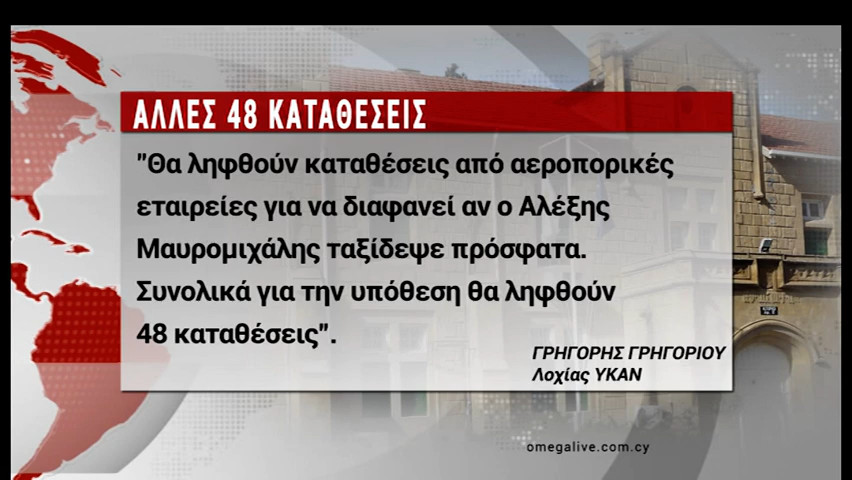 ΑΛΛΕΣ 48 ΚΑΤΑΘΕΣΕΙΣ
"Θα ληφθούν καταθέσεις από αεροπορικές
εταιρείες για να διαφανεί αν ο Αλέξης
Μαυρομιχάλης ταξίδεψε πρόσφατα.
Συνολικά για την υπόθεση θα ληφθούν
48 καταθέσεις".
ΓΡΗΓΟΡΗΣ ΓΡΗΓΟΡΙΟΥ
Λοχίας ΥΚΑΝ
omegalive.com.cy